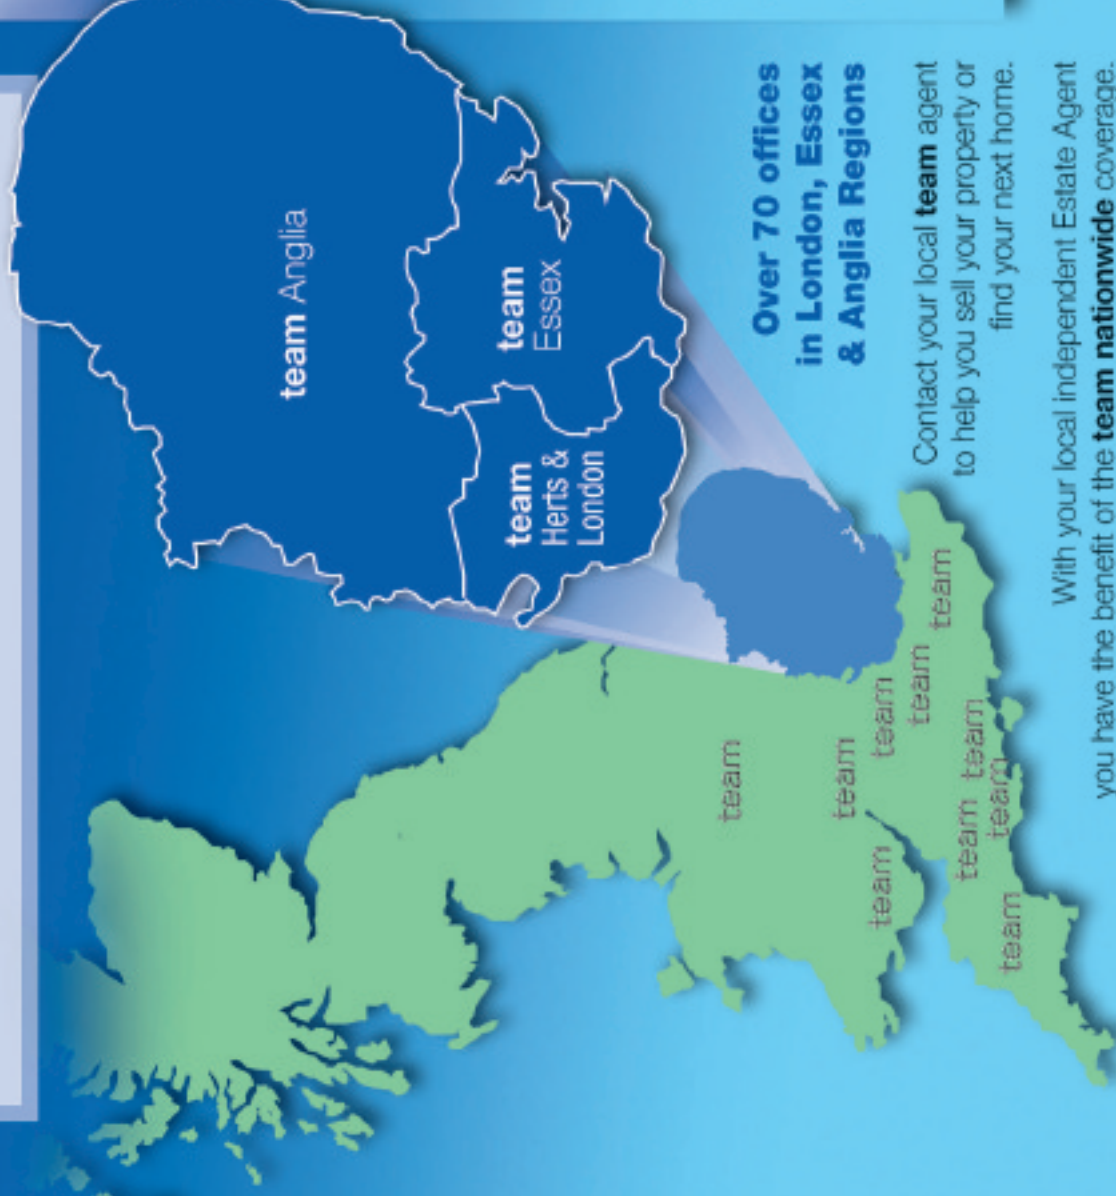 team Anglia
team
Herts &
London
team
Essex
team
team
team
team
team
team
team
team
team
team
Over 70 offices
in London, Essex
& Anglia Regions
Contact your local team agent
to help you sell your property or
find your next home.
With your local independent Estate Agent
you have the benefit of the team nationwide coverage.